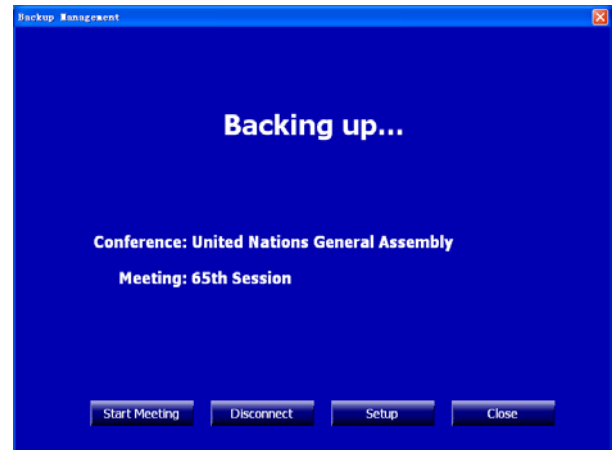 Backup Management
Backing up...
Conference: United Nations General Assembly
Meeting: 65th Session
Start Meeting Disconnect Setup Close